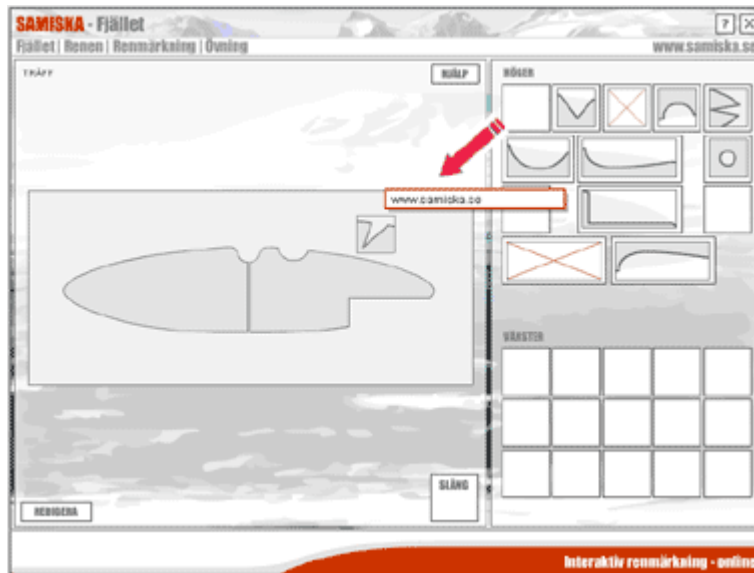 SAMISKA - Fjället
? X
Fjället | Renen | Renmärkning | Övning
www.samiska.se
TRÄFF
HJÄLP
HÖGER
www.samiska.se
VÄNSTER
SLÄNG
REDIGERA
Interaktiv renmärkning - online